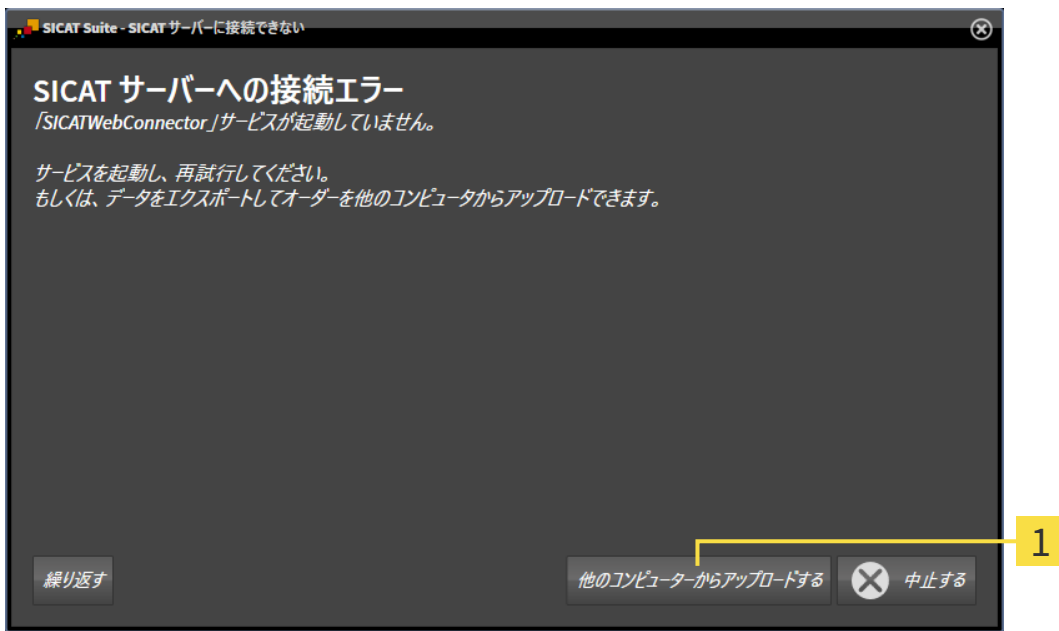 SICAT Suite - SICAT サーバーに接続できない
SICAT サーバーへの接続エラー
「SICATWebConnector」サービスが起動していません。
サービスを起動し、再試行してください。
もしくは、データをエクスポートしてオーダーを他のコンピュータからアップロードできます。
1
繰り返す
他のコンピューターからアップロードする
中止する